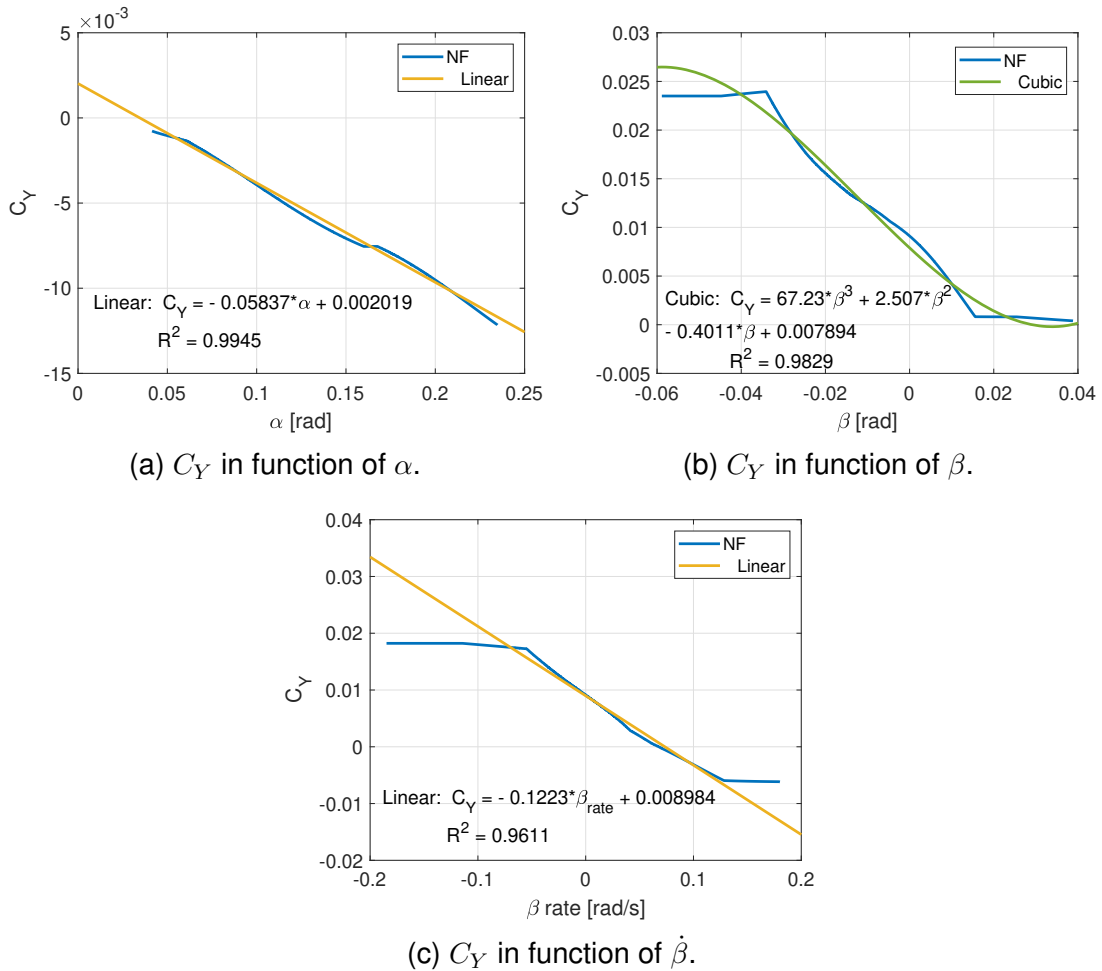 ×10⁻³
5
0
-5
-10
-15
C_Y
0 0.05 0.1 0.15 0.2 0.25
α [rad]
NF
Linear
Linear: C_Y = - 0.05837*α + 0.002019
R² = 0.9945
(a) C_Y in function of α.
0.03
0.025
0.02
0.015
0.01
0.005
0
-0.005
C_Y
-0.06 -0.04 -0.02 0 0.02 0.04
β [rad]
NF
Cubic
Cubic: C_Y = 67.23*β³ + 2.507*β²
- 0.4011*β + 0.007894
R² = 0.9829
(b) C_Y in function of β.
0.04
0.03
0.02
0.01
0
-0.01
-0.02
C_Y
-0.2 -0.1 0 0.1 0.2
β rate [rad/s]
NF
Linear
Linear: C_Y = - 0.1223*β_rate + 0.008984
R² = 0.9611
(c) C_Y in function of β̇.